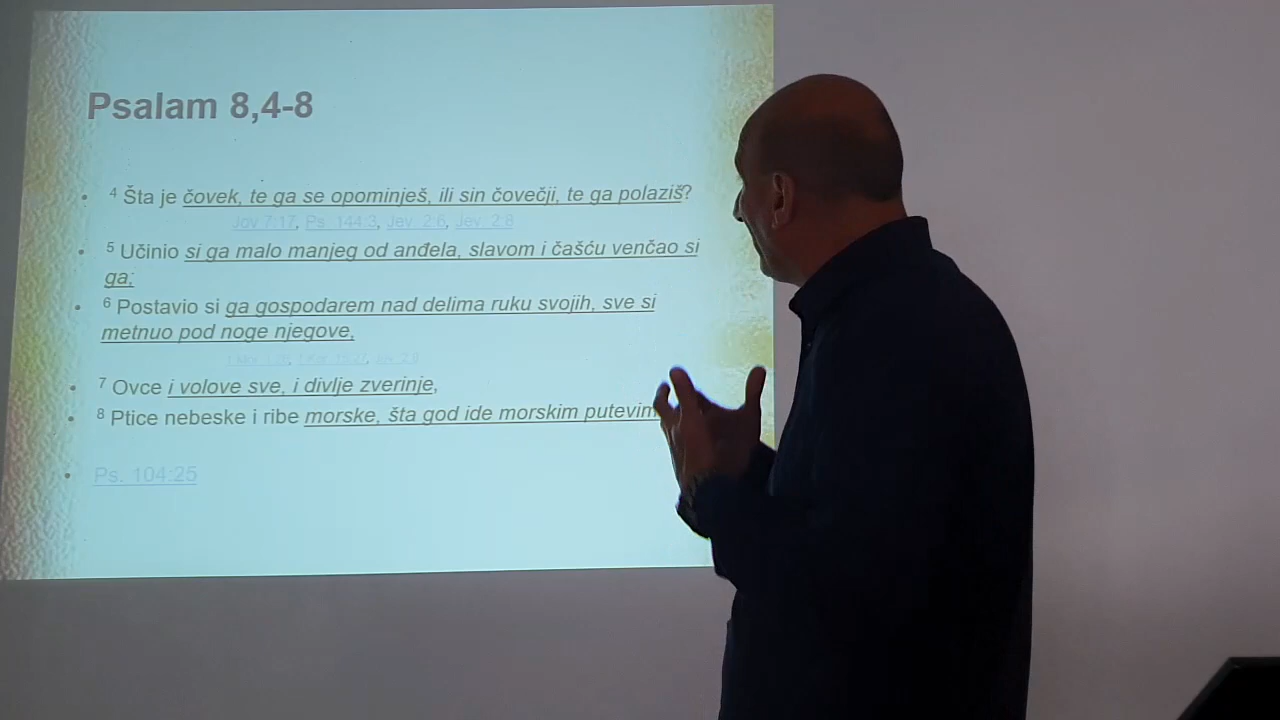 Psalam 8,4-8
• 4 Šta je čovek, te ga se opominješ, ili sin čovečji, te ga polaziš?
Jov 7:17, Ps. 144:3, Jev. 2:6, Jev. 2:8
• 5 Učinio si ga malo manjeg od anđela, slavom i čašću venčao si
ga;
• 6 Postavio si ga gospodarem nad delima ruku svojih, sve si
metnuo pod noge njegove,
• 7 Ovce i volove sve, i divlje zverinje,
• 8 Ptice nebeske i ribe morske, šta god ide morskim putevim
• Ps. 104:25